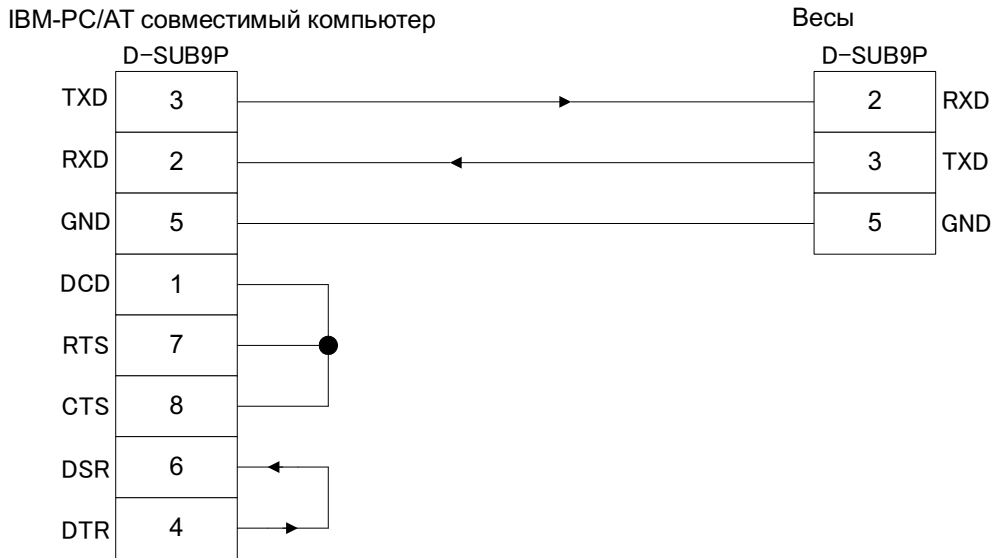 IBM-PC/AT совместимый компьютер Весы
D-SUB9P D-SUB9P
TXD 3 2 RXD
RXD 2 3 TXD
GND 5 5 GND
DCD 1
RTS 7
CTS 8
DSR 6
DTR 4